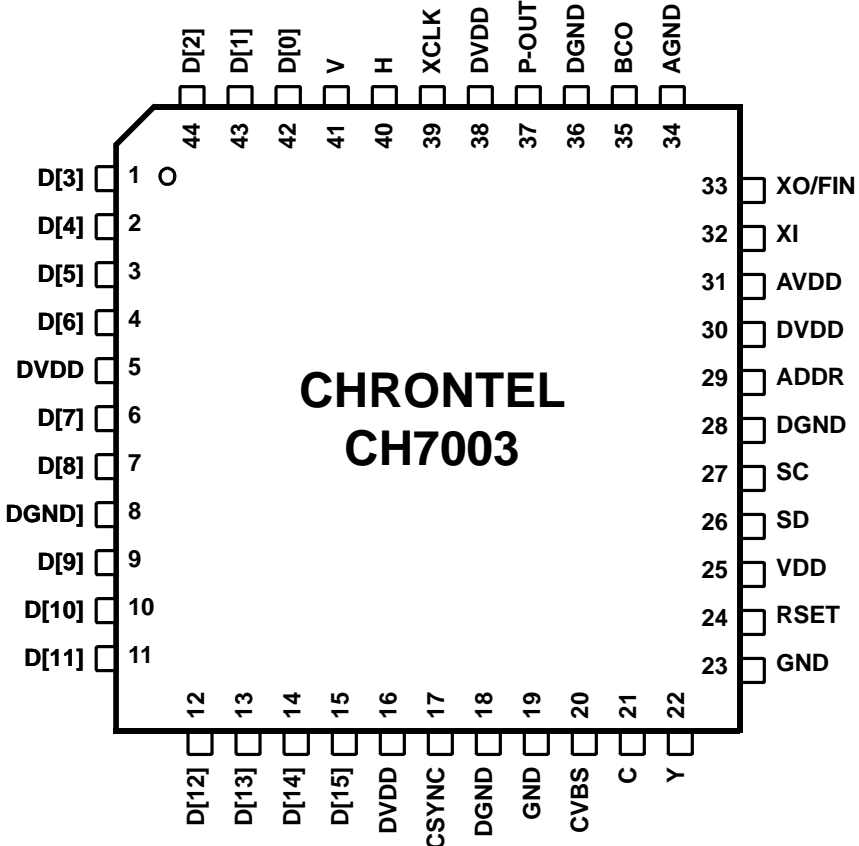 D[2] D[1] D[0] V H XCLK DVDD P-OUT DGND BCO AGND
44 43 42 41 40 39 38 37 36 35 34
D[3] 1 33 XO/FIN
D[4] 2 32 XI
D[5] 3 31 AVDD
D[6] 4 30 DVDD
DVDD 5 29 ADDR
D[7] 6 28 DGND
D[8] 7 27 SC
DGND] 8 26 SD
D[9] 9 25 VDD
D[10] 10 24 RSET
D[11] 11 23 GND
CHRONTEL
CH7003
12 13 14 15 16 17 18 19 20 21 22
D[12] D[13] D[14] D[15] DVDD CSYNC DGND GND CVBS C Y